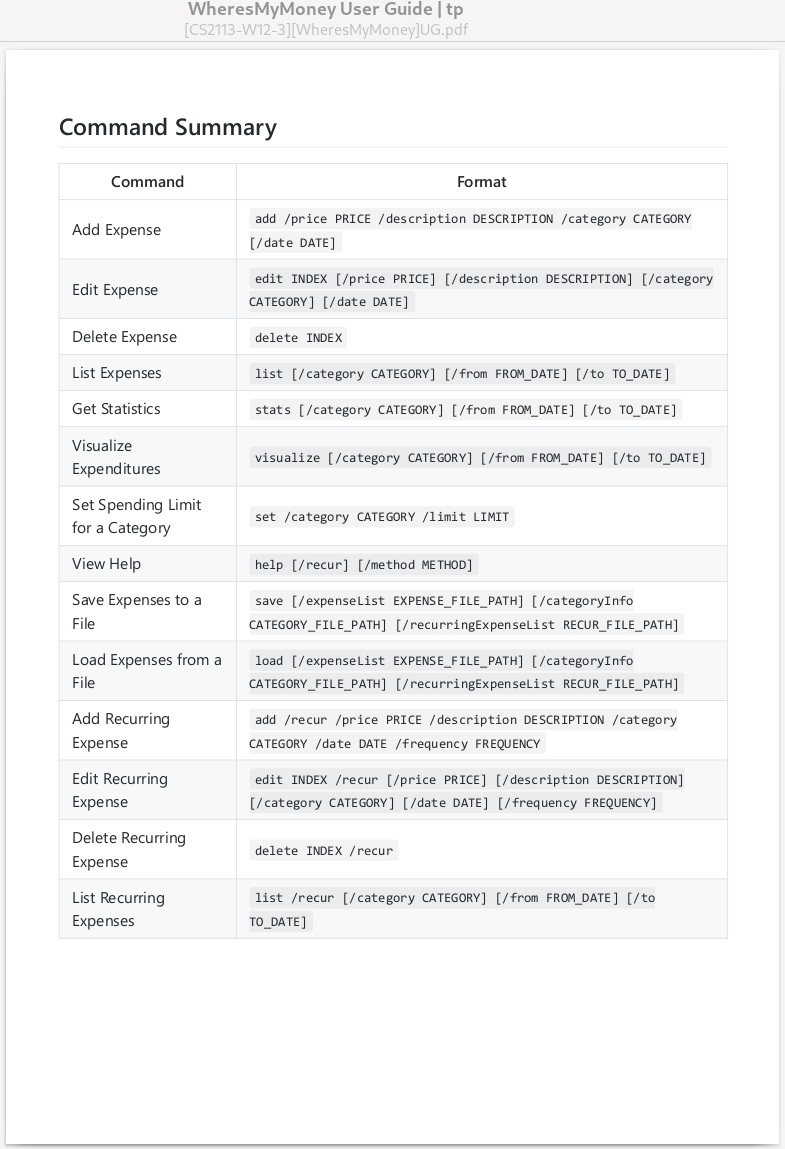 WheresMyMoney User Guide | tp
[CS2113-W12-3][WheresMyMoney]UG.pdf
Command Summary
Command Format
Add Expense
add /price PRICE /description DESCRIPTION /category CATEGORY
[/date DATE]
Edit Expense
edit INDEX [/price PRICE] [/description DESCRIPTION] [/category
CATEGORY] [/date DATE]
Delete Expense
delete INDEX
List Expenses
list [/category CATEGORY] [/from FROM_DATE] [/to TO_DATE]
Get Statistics
stats [/category CATEGORY] [/from FROM_DATE] [/to TO_DATE]
Visualize
Expenditures
visualize [/category CATEGORY] [/from FROM_DATE] [/to TO_DATE]
Set Spending Limit
for a Category
set /category CATEGORY /limit LIMIT
View Help
help [/recur] [/method METHOD]
Save Expenses to a
File
save [/expenseList EXPENSE_FILE_PATH] [/categoryInfo
CATEGORY_FILE_PATH] [/recurringExpenseList RECUR_FILE_PATH]
Load Expenses from a
File
load [/expenseList EXPENSE_FILE_PATH] [/categoryInfo
CATEGORY_FILE_PATH] [/recurringExpenseList RECUR_FILE_PATH]
Add Recurring
Expense
add /recur /price PRICE /description DESCRIPTION /category
CATEGORY /date DATE /frequency FREQUENCY
Edit Recurring
Expense
edit INDEX /recur [/price PRICE] [/description DESCRIPTION]
[/category CATEGORY] [/date DATE] [/frequency FREQUENCY]
Delete Recurring
Expense
delete INDEX /recur
List Recurring
Expenses
list /recur [/category CATEGORY] [/from FROM_DATE] [/to
TO_DATE]